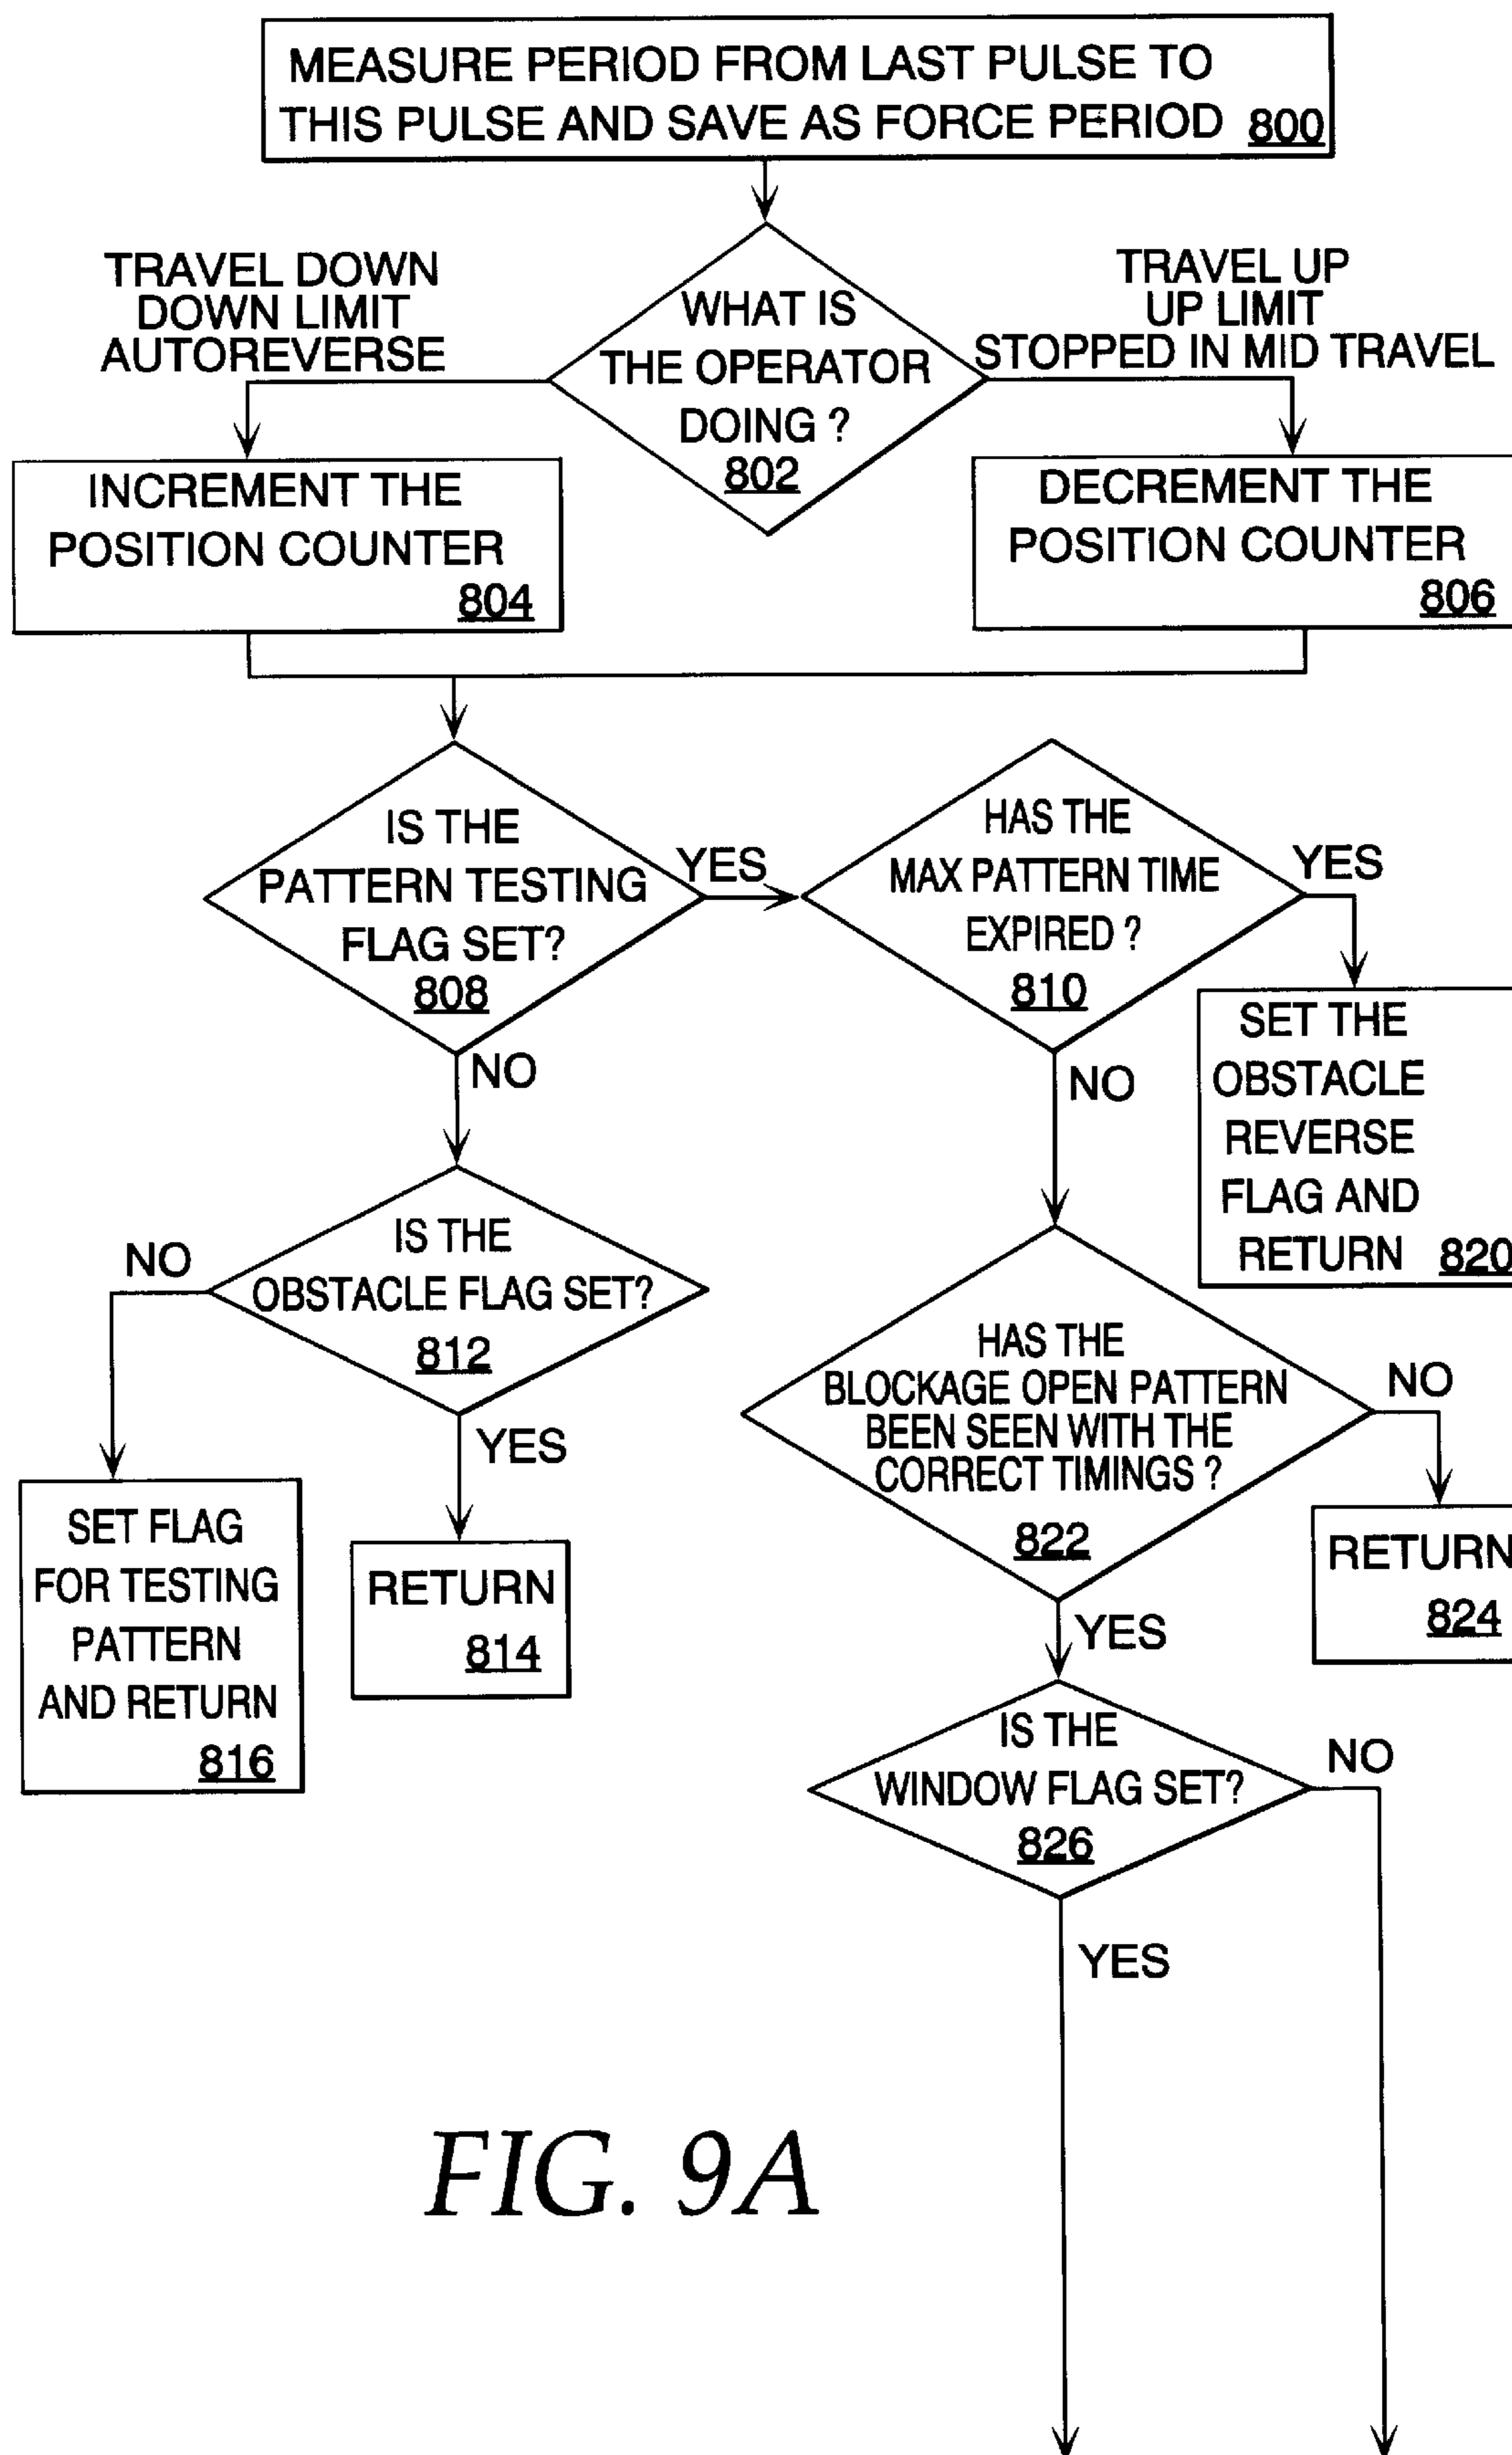 MEASURE PERIOD FROM LAST PULSE TO
THIS PULSE AND SAVE AS FORCE PERIOD 800
TRAVEL DOWN
DOWN LIMIT
AUTOREVERSE
WHAT IS
THE OPERATOR
DOING ?
802
TRAVEL UP
UP LIMIT
STOPPED IN MID TRAVEL
INCREMENT THE
POSITION COUNTER
804
DECREMENT THE
POSITION COUNTER
806
IS THE
PATTERN TESTING
FLAG SET?
808
YES
NO
HAS THE
MAX PATTERN TIME
EXPIRED ?
810
YES
NO
SET THE
OBSTACLE
REVERSE
FLAG AND
RETURN 820
IS THE
OBSTACLE FLAG SET?
812
NO
YES
SET FLAG
FOR TESTING
PATTERN
AND RETURN
816
RETURN
814
HAS THE
BLOCKAGE OPEN PATTERN
BEEN SEEN WITH THE
CORRECT TIMINGS ?
822
NO
YES
RETURN
824
IS THE
WINDOW FLAG SET?
826
NO
YES
FIG. 9A